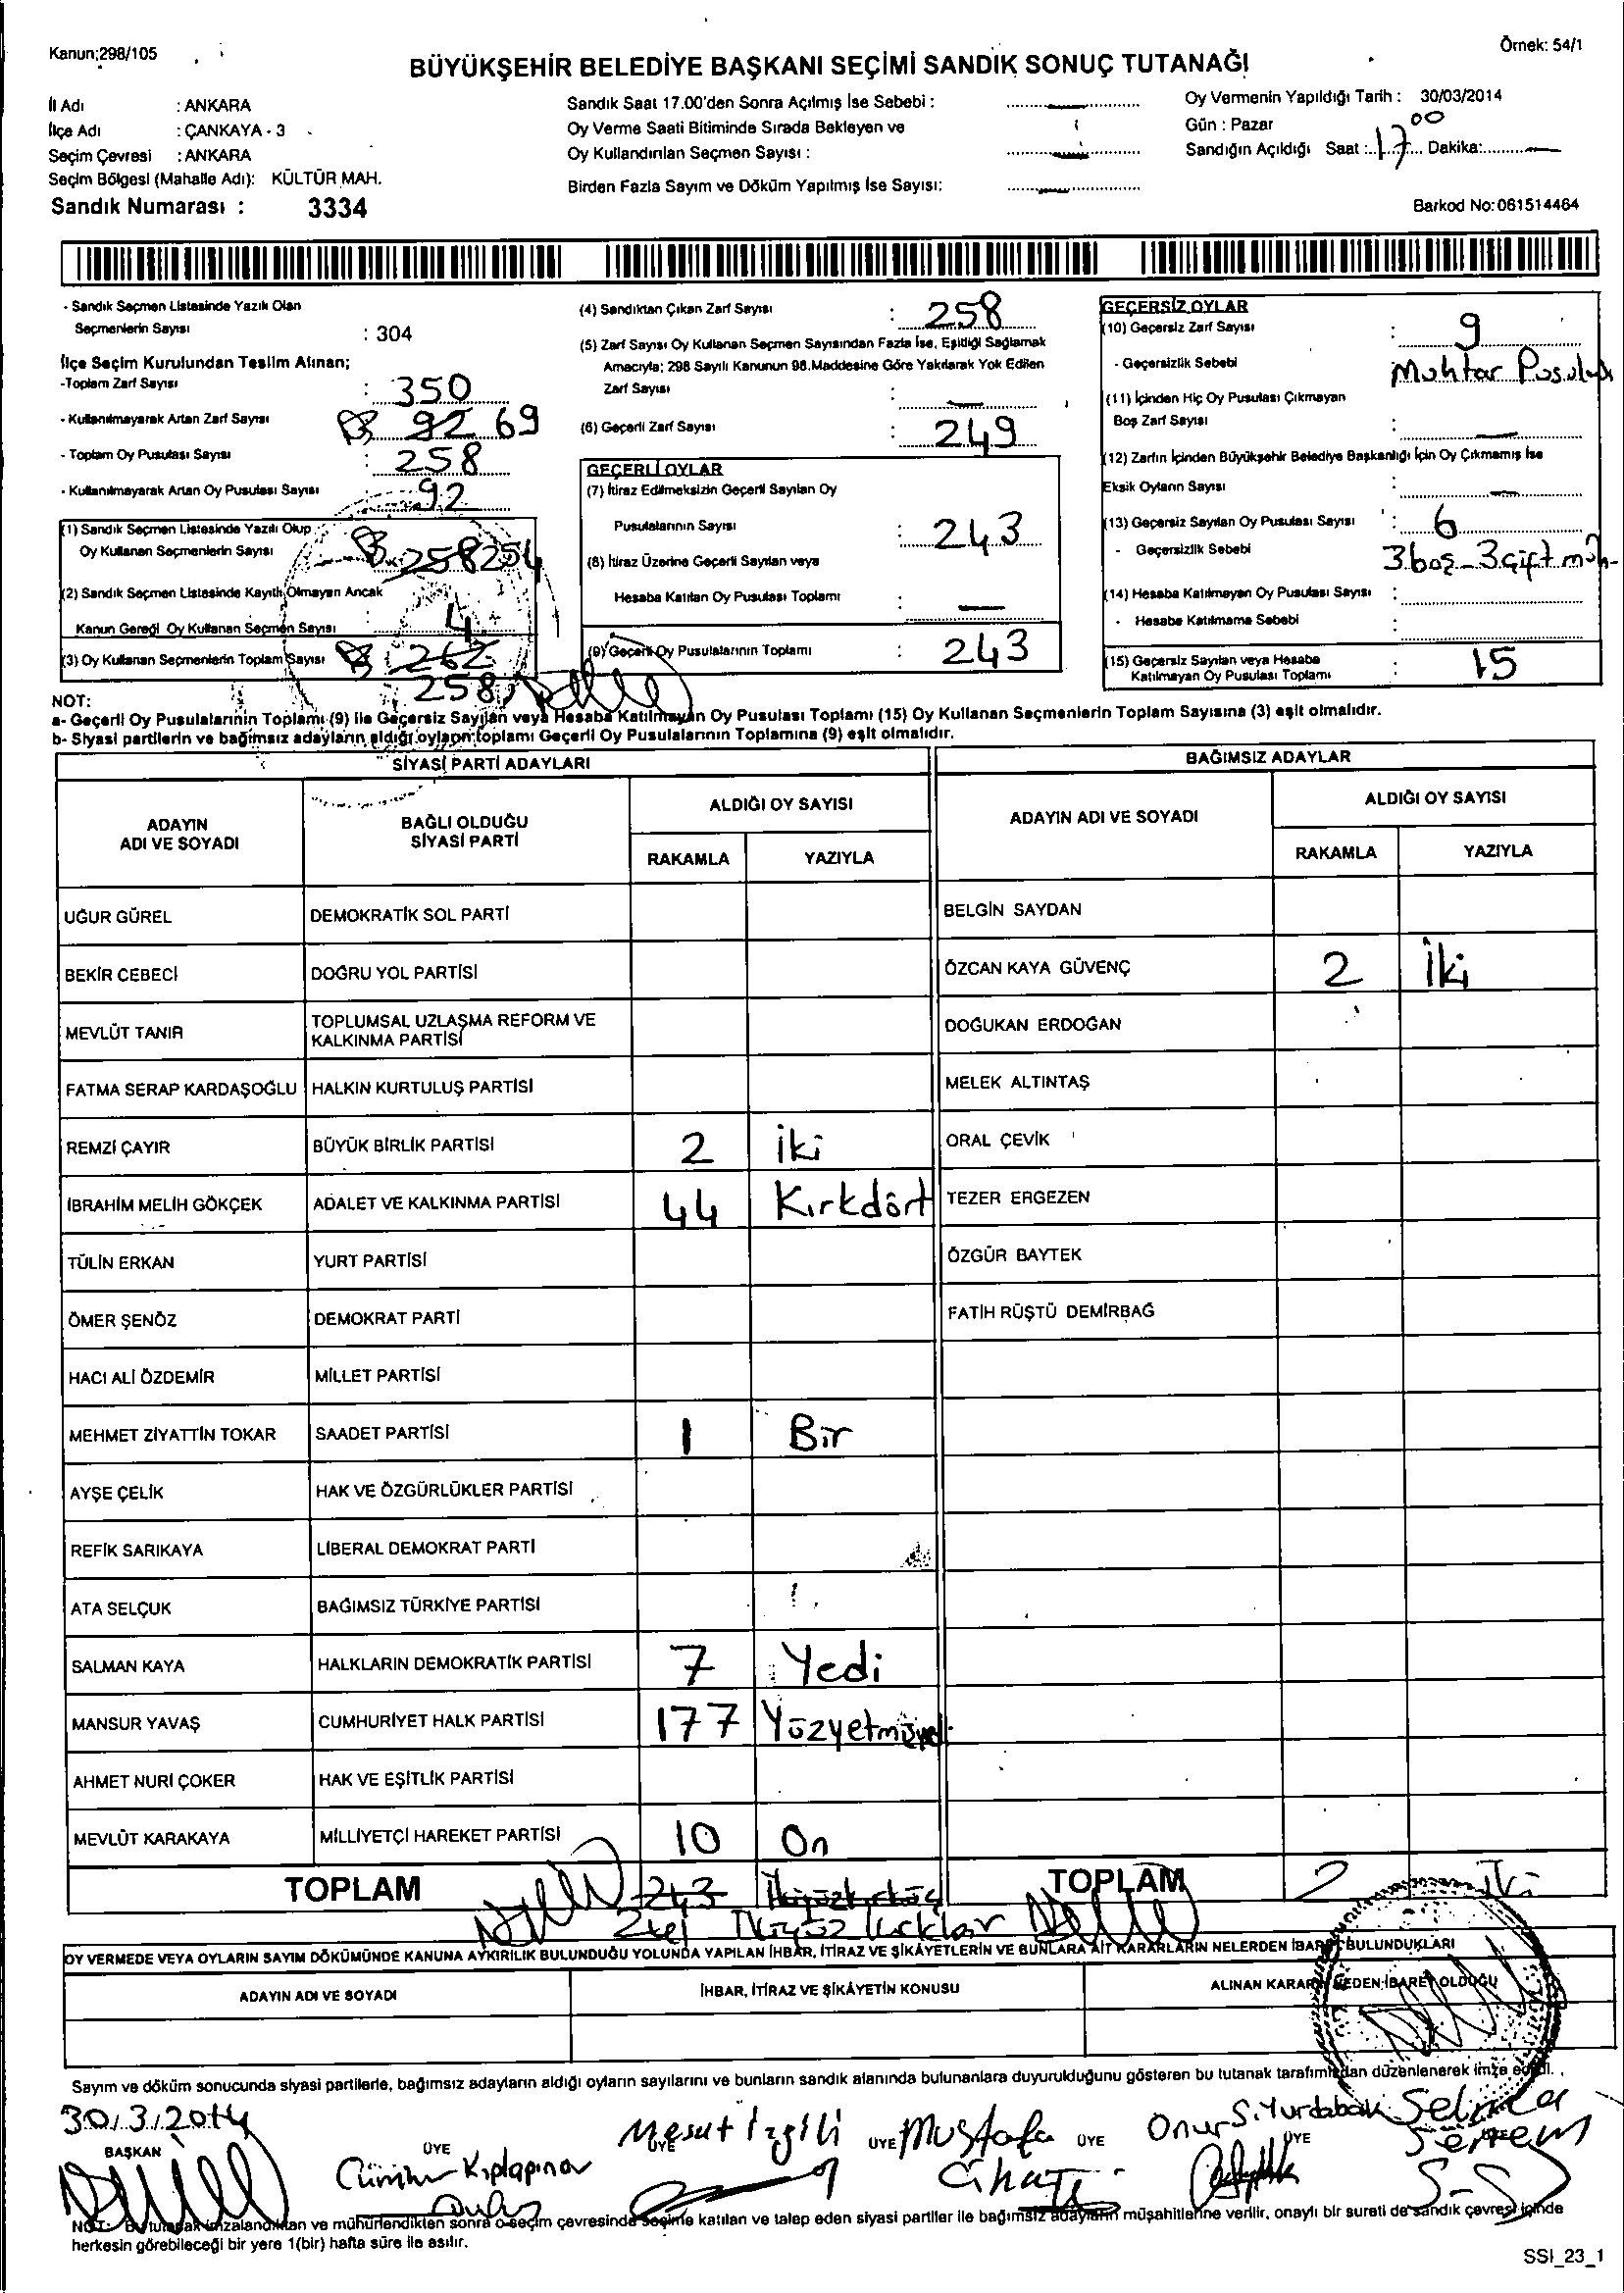 Kanun;298/105
Örnek: 54/1
BÜYÜKŞEHİR BELEDİYE BAŞKANI SEÇİMİ SANDIK SONUÇ TUTANAĞI
İl Adı : ANKARA
İlçe Adı : ÇANKAYA - 3
Seçim Çevresi : ANKARA
Seçim Bölgesi (Mahalle Adı): KÜLTÜR MAH.
Sandık Numarası : 3334
Sandık Saat 17.00'den Sonra Açılmış İse Sebebi :
Oy Verme Saati Bitiminde Sırada Bekleyen ve
Oy Kullandırılan Seçmen Sayısı :
Birden Fazla Sayım ve Döküm Yapılmış İse Sayısı:
Oy Vermenin Yapıldığı Tarih : 30/03/2014
Gün : Pazar
Sandığın Açıldığı Saat : 17 00 Dakika:
Barkod No:061514464
- Sandık Seçmen Listesinde Yazılı Olan
Seçmenlerin Sayısı : 304
İlçe Seçim Kurulundan Teslim Alınan;
-Toplam Zarf Sayısı : 350
- Kullanılmayarak Artan Zarf Sayısı 92 69
- Toplam Oy Pusulası Sayısı : 258
- Kullanılmayarak Artan Oy Pusulası Sayısı 92
(1) Sandık Seçmen Listesinde Yazılı Olup
Oy Kullanan Seçmenlerin Sayısı 258 254
(2) Sandık Seçmen Listesinde Kayıtlı Olmayan Ancak
Kanun Gereği Oy Kullanan Seçmen Sayısı : 4
(3) Oy Kullanan Seçmenlerin Toplam Sayısı 262
258
(4) Sandıktan Çıkan Zarf Sayısı : 258
(5) Zarf Sayısı Oy Kullanan Seçmen Sayısından Fazla İse, Eşitliği Sağlamak
Amacıyla; 298 Sayılı Kanunun 98.Maddesine Göre Yakılarak Yok Edilen
Zarf Sayısı : —
(6) Geçerli Zarf Sayısı : 249
GEÇERLİ OYLAR
(7) İtiraz Edilmeksizin Geçerli Sayılan Oy
Pusulalarının Sayısı : 243
(8) İtiraz Üzerine Geçerli Sayılan veya
Hesaba Katılan Oy Pusulası Toplamı : —
(9) Geçerli Oy Pusulalarının Toplamı : 243
GEÇERSİZ OYLAR
(10) Geçersiz Zarf Sayısı : 9
- Geçersizlik Sebebi Muhtar Pusulası
(11) İçinden Hiç Oy Pusulası Çıkmayan
Boş Zarf Sayısı : —
(12) Zarfın İçinden Büyükşehir Belediye Başkanlığı İçin Oy Çıkmamış İse
Eksik Oyların Sayısı : —
(13) Geçersiz Sayılan Oy Pusulası Sayısı : 6
- Geçersizlik Sebebi 3 boş - 3 çift müh-
(14) Hesaba Katılmayan Oy Pusulası Sayısı :
- Hesaba Katılmama Sebebi :
(15) Geçersiz Sayılan veya Hesaba
Katılmayan Oy Pusulası Toplamı : 15
NOT:
a- Geçerli Oy Pusulalarının Toplamı (9) ile Geçersiz Sayılan veya Hesaba Katılmayan Oy Pusulası Toplamı (15) Oy Kullanan Seçmenlerin Toplam Sayısına (3) eşit olmalıdır.
b- Siyasi partilerin ve bağımsız adayların aldığı oyların toplamı Geçerli Oy Pusulalarının Toplamına (9) eşit olmalıdır.
SİYASİ PARTİ ADAYLARI BAĞIMSIZ ADAYLAR
ADAYIN ADI VE SOYADI BAĞLI OLDUĞU SİYASİ PARTİ ALDIĞI OY SAYISI ADAYIN ADI VE SOYADI ALDIĞI OY SAYISI
RAKAMLA YAZIYLA RAKAMLA YAZIYLA
UĞUR GÜREL DEMOKRATİK SOL PARTİ BELGİN SAYDAN
BEKİR CEBECİ DOĞRU YOL PARTİSİ ÖZCAN KAYA GÜVENÇ 2 İki
MEVLÜT TANIR TOPLUMSAL UZLAŞMA REFORM VE KALKINMA PARTİSİ DOĞUKAN ERDOĞAN
FATMA SERAP KARDAŞOĞLU HALKIN KURTULUŞ PARTİSİ MELEK ALTINTAŞ
REMZİ ÇAYIR BÜYÜK BİRLİK PARTİSİ 2 İki ORAL ÇEVİK
İBRAHİM MELİH GÖKÇEK ADALET VE KALKINMA PARTİSİ 44 Kırkdört TEZER ERGEZEN
TÜLİN ERKAN YURT PARTİSİ ÖZGÜR BAYTEK
ÖMER ŞENÖZ DEMOKRAT PARTİ FATİH RÜŞTÜ DEMİRBAĞ
HACI ALİ ÖZDEMİR MİLLET PARTİSİ
MEHMET ZİYATTİN TOKAR SAADET PARTİSİ 1 Bir
AYŞE ÇELİK HAK VE ÖZGÜRLÜKLER PARTİSİ
REFİK SARIKAYA LİBERAL DEMOKRAT PARTİ
ATA SELÇUK BAĞIMSIZ TÜRKİYE PARTİSİ
SALMAN KAYA HALKLARIN DEMOKRATİK PARTİSİ 7 Yedi
MANSUR YAVAŞ CUMHURİYET HALK PARTİSİ 177 Yüzyetmişyedi
AHMET NURİ ÇOKER HAK VE EŞİTLİK PARTİSİ
MEVLÜT KARAKAYA MİLLİYETÇİ HAREKET PARTİSİ 10 On
TOPLAM 243 İkiyüzkırküç TOPLAM 2 İki
241 İkiyüz kırkbir
OY VERMEDE VEYA OYLARIN SAYIM DÖKÜMÜNDE KANUNA AYKIRILIK BULUNDUĞU YOLUNDA YAPILAN İHBAR, İTİRAZ VE ŞİKÂYETLERİN VE BUNLARA AİT KARARLARIN NELERDEN İBARET BULUNDUKLARI
ADAYIN ADI VE SOYADI İHBAR, İTİRAZ VE ŞİKÂYETİN KONUSU ALINAN KARARIN NEDEN İBARET OLDUĞU
Sayım ve döküm sonucunda siyasi partilerle, bağımsız adayların aldığı oyların sayılarını ve bunların sandık alanında bulunanlara duyurulduğunu gösteren bu tutanak tarafımızdan düzenlenerek imza edildi.
30/3/2014
BAŞKAN ÜYE ÜYE ÜYE ÜYE ÜYE
Mesut İzgili Mustafa Cihat Onur S. Yurdabak
NOT: Bu tutanak imzalandıktan ve mühürlendikten sonra o seçim çevresinde seçime katılan ve talep eden siyasi partiler ile bağımsız adayların müşahitlerine verilir, onaylı bir sureti de sandık çevresi içinde
herkesin görebileceği bir yere 1(bir) hafta süre ile asılır.
SSI_23_1